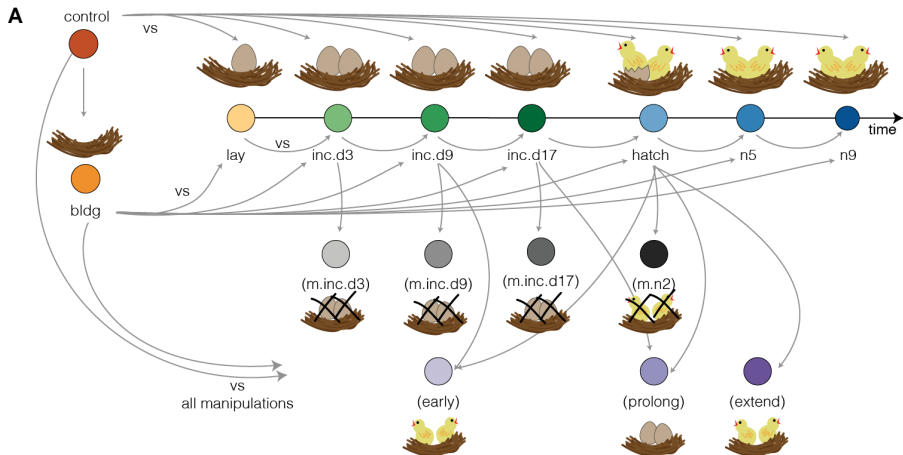 A
control
vs
time
lay
vs
inc.d3
inc.d9
inc.d17
hatch
n5
n9
vs
bldg
(m.inc.d3)
(m.inc.d9)
(m.inc.d17)
(m.n2)
vs
all manipulations
(early)
(prolong)
(extend)